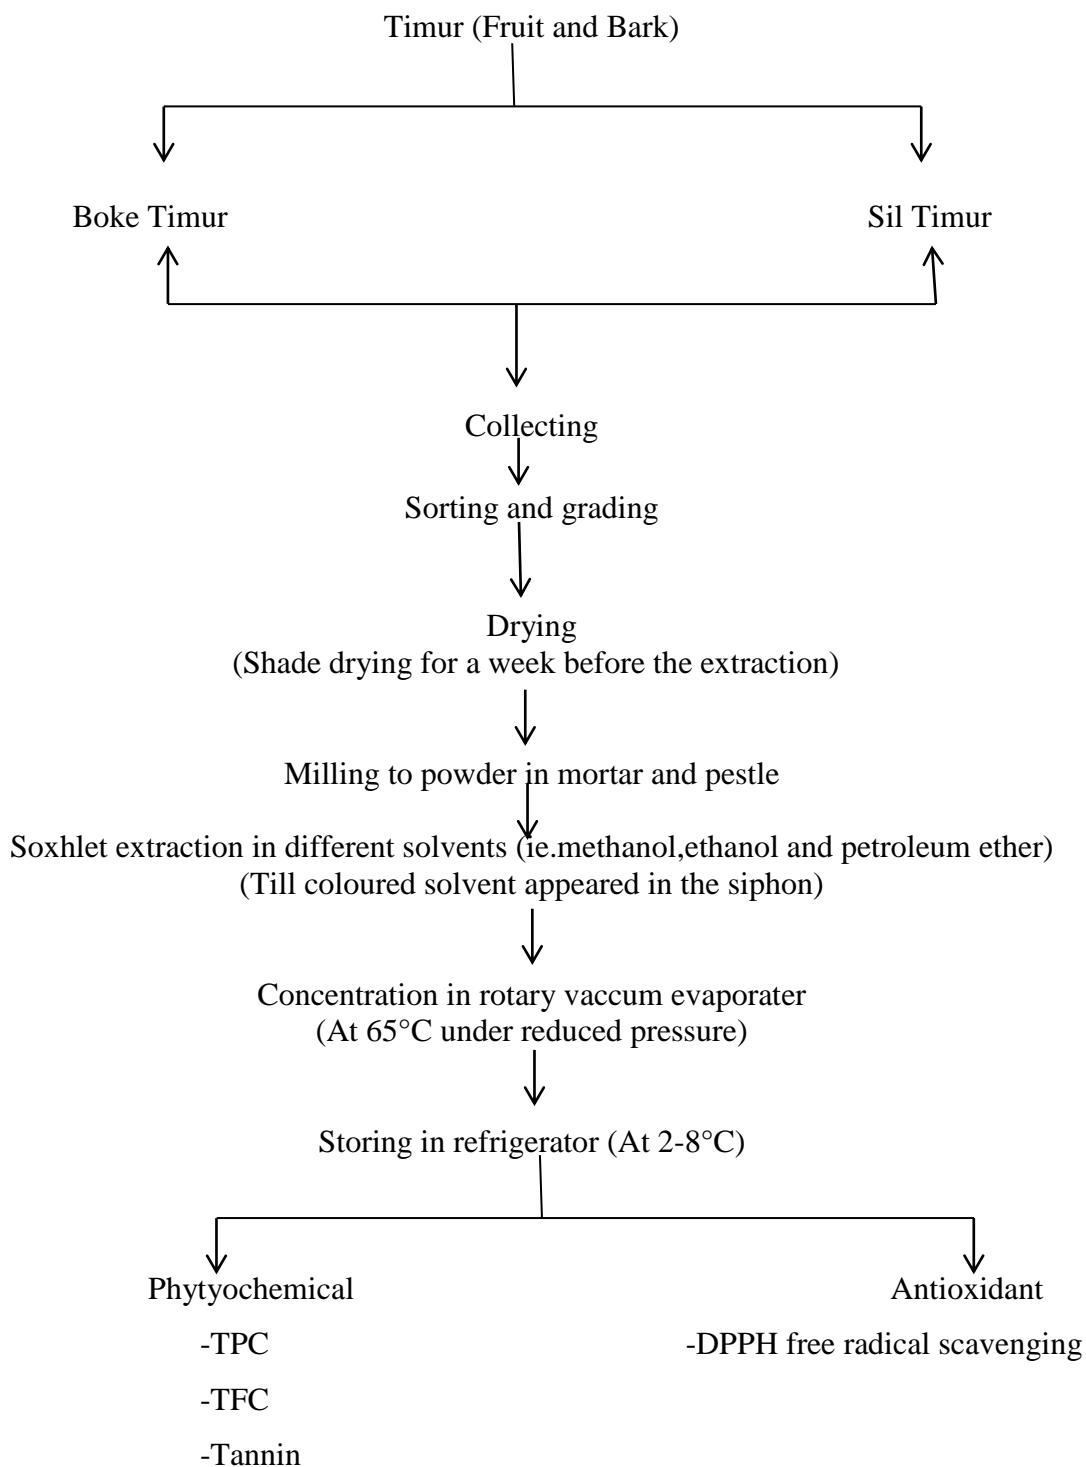 Timur (Fruit and Bark)
Boke Timur
Sil Timur
Collecting
Sorting and grading
Drying
(Shade drying for a week before the extraction)
Milling to powder in mortar and pestle
Soxhlet extraction in different solvents (ie.methanol,ethanol and petroleum ether)
(Till coloured solvent appeared in the siphon)
Concentration in rotary vaccum evaporater
(At 65°C under reduced pressure)
Storing in refrigerator (At 2-8°C)
Phytyochemical
-TPC
-TFC
-Tannin
Antioxidant
-DPPH free radical scavenging